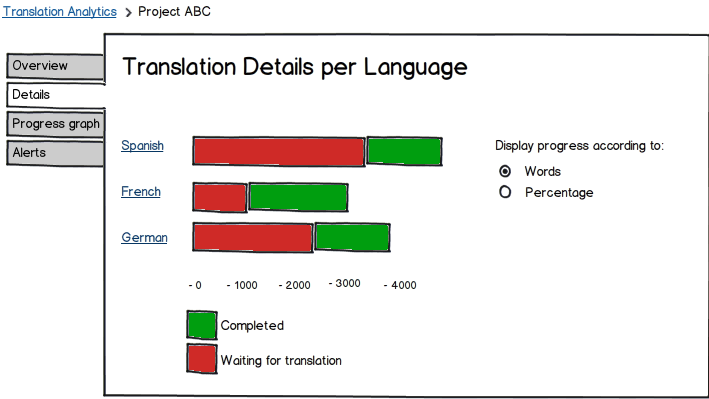 Translation Analytics > Project ABC
Overview
Details
Progress graph
Alerts
Translation Details per Language
Spanish
French
German
Display progress according to:
Words
Percentage
- 0 - 1000 - 2000 - 3000 - 4000
Completed
Waiting for translation